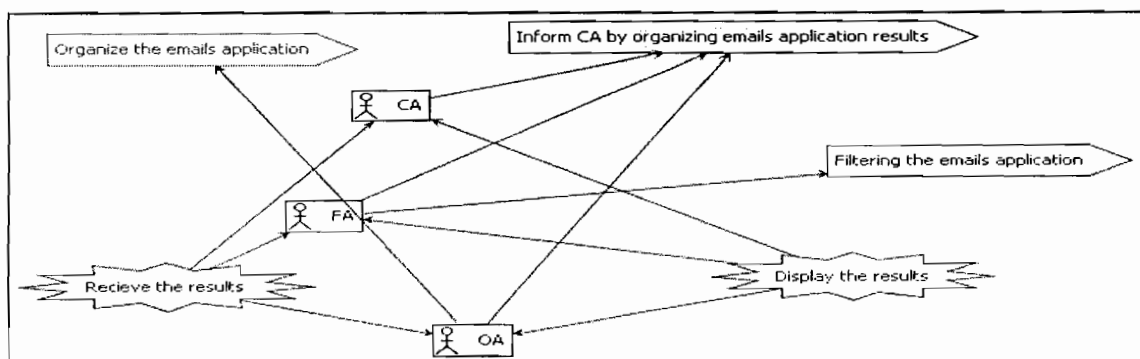 Organize the emails application
Inform CA by organizing emails application results
CA
Filtering the emails application
FA
Recieve the results
Display the results
OA